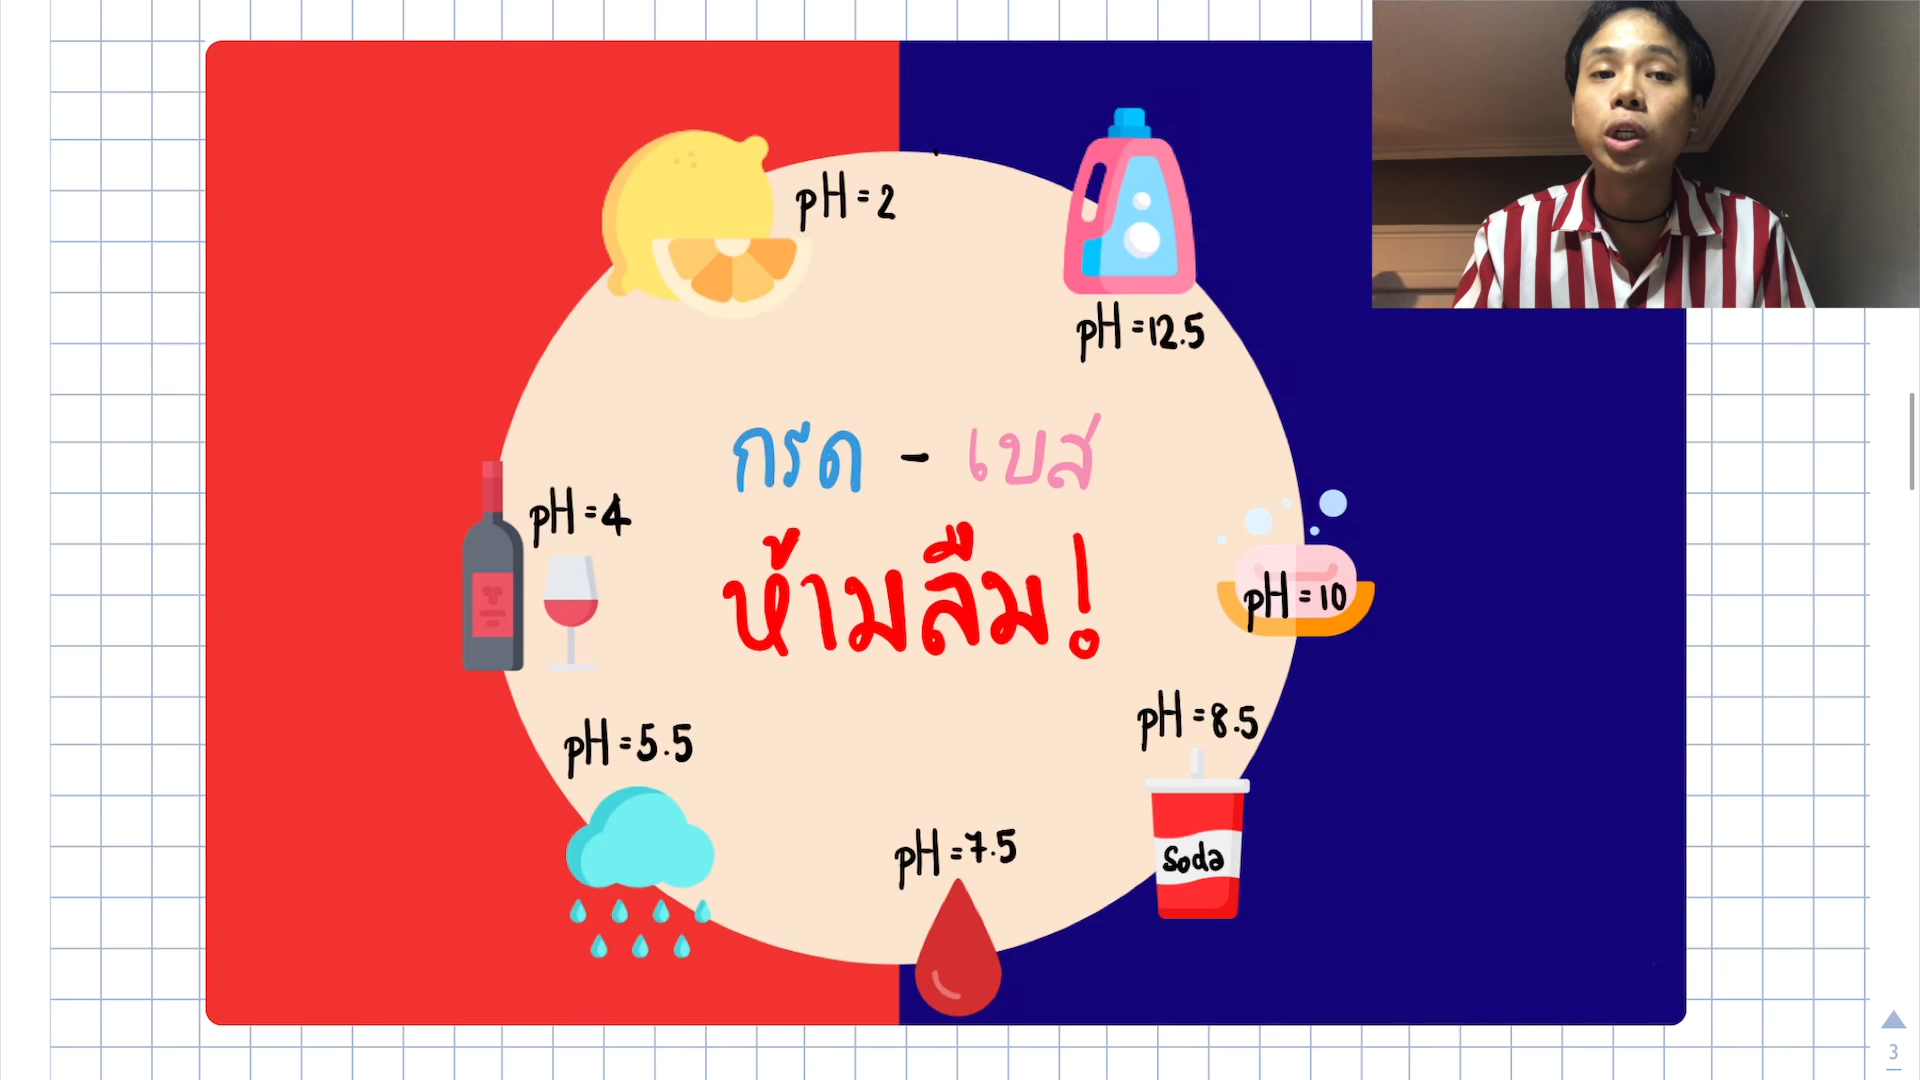 pH = 2
pH = 12.5
กรด - เบส
pH = 4
ห้ามลืม!
pH = 10
pH = 8.5
pH = 5.5
Soda
pH = 7.5
3